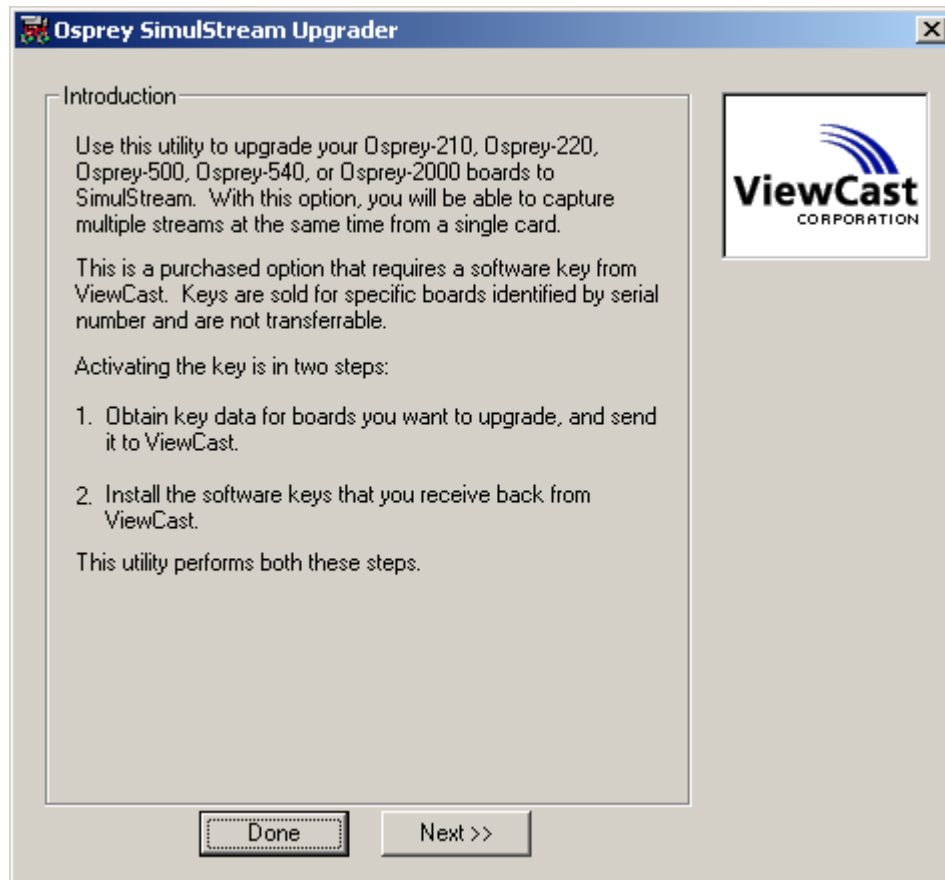 Osprey SimulStream Upgrader
Introduction
Use this utility to upgrade your Osprey-210, Osprey-220,
Osprey-500, Osprey-540, or Osprey-2000 boards to
SimulStream. With this option, you will be able to capture
multiple streams at the same time from a single card.
This is a purchased option that requires a software key from
ViewCast. Keys are sold for specific boards identified by serial
number and are not transferrable.
Activating the key is in two steps:
1. Obtain key data for boards you want to upgrade, and send
it to ViewCast.
2. Install the software keys that you receive back from
ViewCast.
This utility performs both these steps.
ViewCast
CORPORATION
Done
Next >>